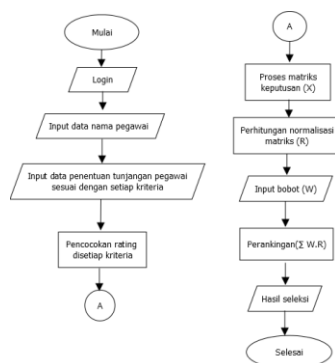 Mulai
Login
Input data nama pegawai
Input data penentuan tunjangan pegawai
sesuai dengan setiap kriteria
Pencocokan rating
disetiap kriteria
A
A
Proses matriks
keputusan (X)
Perhitungan normalisasi
matriks (R)
Input bobot (W)
Perankingan(Σ W.R)
Hasil seleksi
Selesai